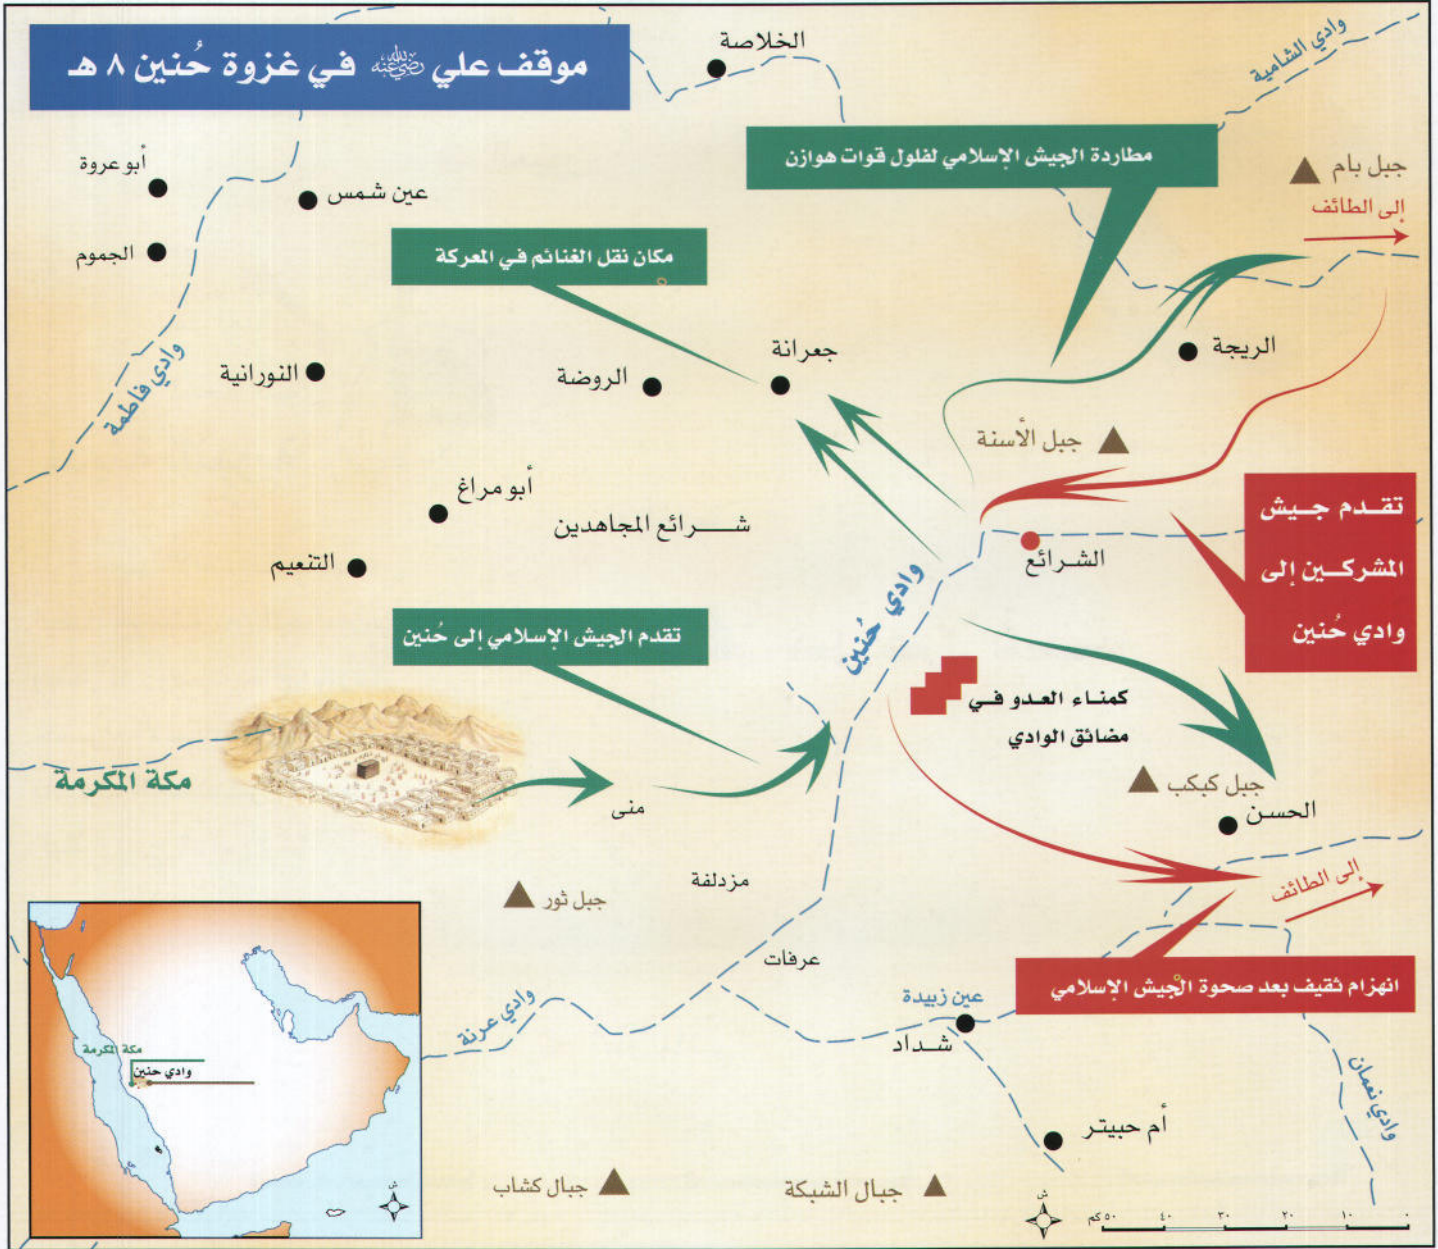 موقف علي رضي الله عنه في غزوة حُنين ٨ هـ
الخلاصة
وادي الشامية
مطاردة الجيش الإسلامي لفلول قوات هوازن
جبل بام
إلى الطائف
أبو عروة
عين شمس
الجموم
مكان نقل الغنائم في المعركة
وادي فاطمة
النورانية
الروضة
جعرانة
الريجة
جبل الأسنة
أبو مراغ
شرائع المجاهدين
التنعيم
الشرائع
تقدم جيش
المشركين إلى
وادي حُنين
وادي حُنين
تقدم الجيش الإسلامي إلى حُنين
كمناء العدو في
مضائق الوادي
مكة المكرمة
منى
جبل كبكب
الحسن
مزدلفة
جبل ثور
إلى الطائف
عرفات
انهزام ثقيف بعد صحوة الجيش الإسلامي
وادي عرنة
عين زبيدة
شداد
وادي نعمان
أم حبيتر
جبال كشاب
جبال الشبكة
مكة المكرمة
وادي حنين
ش
ش
٥٠ كم ٤٠ ٣٠ ٢٠ ١٠ ٠